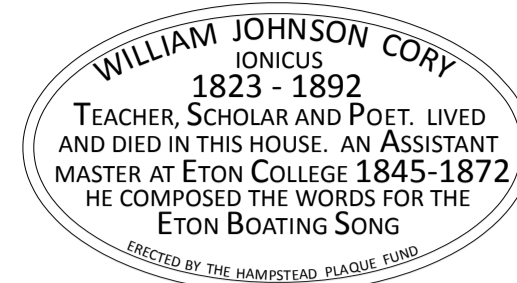 WILLIAM JOHNSON CORY
IONICUS
1823 - 1892
TEACHER, SCHOLAR AND POET. LIVED
AND DIED IN THIS HOUSE. AN ASSISTANT
MASTER AT ETON COLLEGE 1845-1872
HE COMPOSED THE WORDS FOR THE
ETON BOATING SONG
ERECTED BY THE HAMPSTEAD PLAQUE FUND